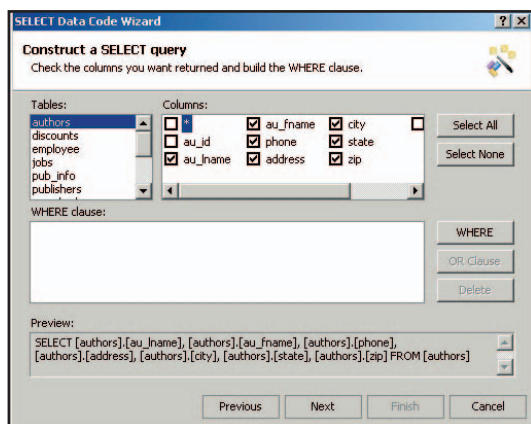 SELECT Data Code Wizard
Construct a SELECT query
Check the columns you want returned and build the WHERE clause.
Tables:
authors
discounts
employee
jobs
pub_info
publishers
Columns:
* au_fname city
au_id phone state
au_lname address zip
Select All
Select None
WHERE clause:
WHERE
OR Clause
Delete
Preview:
SELECT [authors].[au_lname], [authors].[au_fname], [authors].[phone],
[authors].[address], [authors].[city], [authors].[state], [authors].[zip] FROM [authors]
Previous Next Finish Cancel